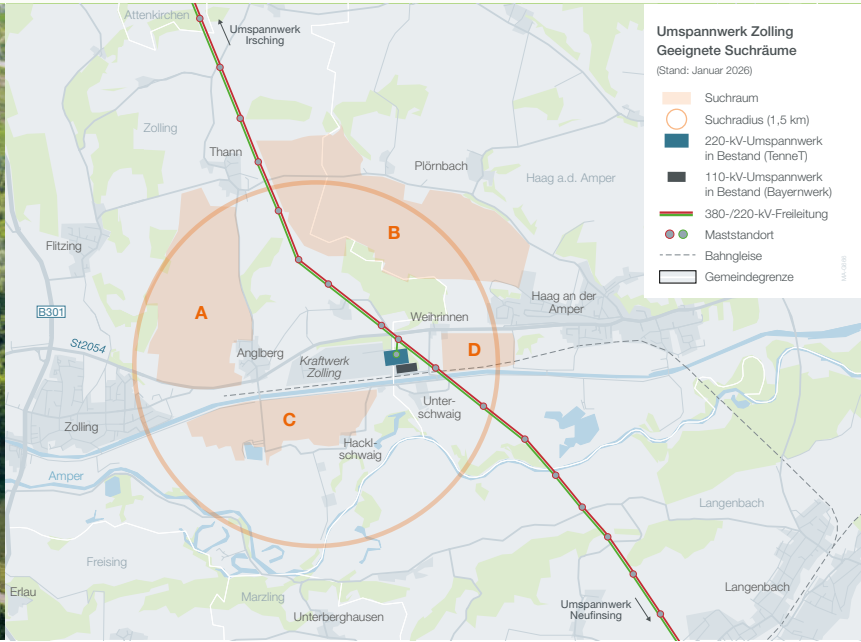 Attenkirchen
Umspannwerk
Irsching
Umspannwerk Zolling
Geeignete Suchräume
(Stand: Januar 2026)
Suchraum
Suchradius (1,5 km)
220-kV-Umspannwerk
in Bestand (TenneT)
110-kV-Umspannwerk
in Bestand (Bayernwerk)
380-/220-kV-Freileitung
Maststandort
Bahngleise
Gemeindegrenze
Zolling
Thann
Plörnbach
Haag a.d. Amper
B
Flitzing
A
Haag an der
Amper
B301
Weihrinnen
St2054
Anglberg
Kraftwerk
Zolling
D
Unter-
schwaig
C
Zolling
Hackl-
schwaig
Amper
Langenbach
Freising
Erlau
Marzling
Unterberghausen
Umspannwerk
Neufinsing
Langenbach